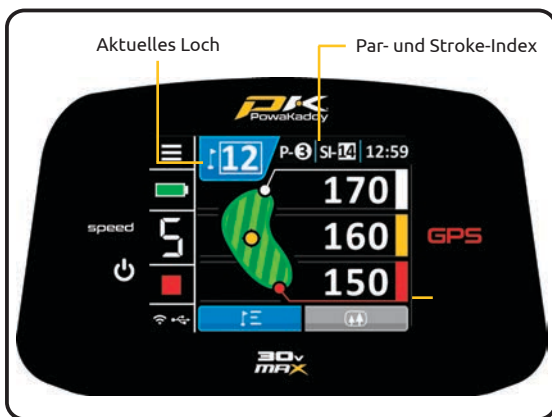 Aktuelles Loch
Par- und Stroke-Index
PK
PowaKaddy
12 P-3 SI-14 12:59
170
speed 5 160 GPS
150
30v
MAX